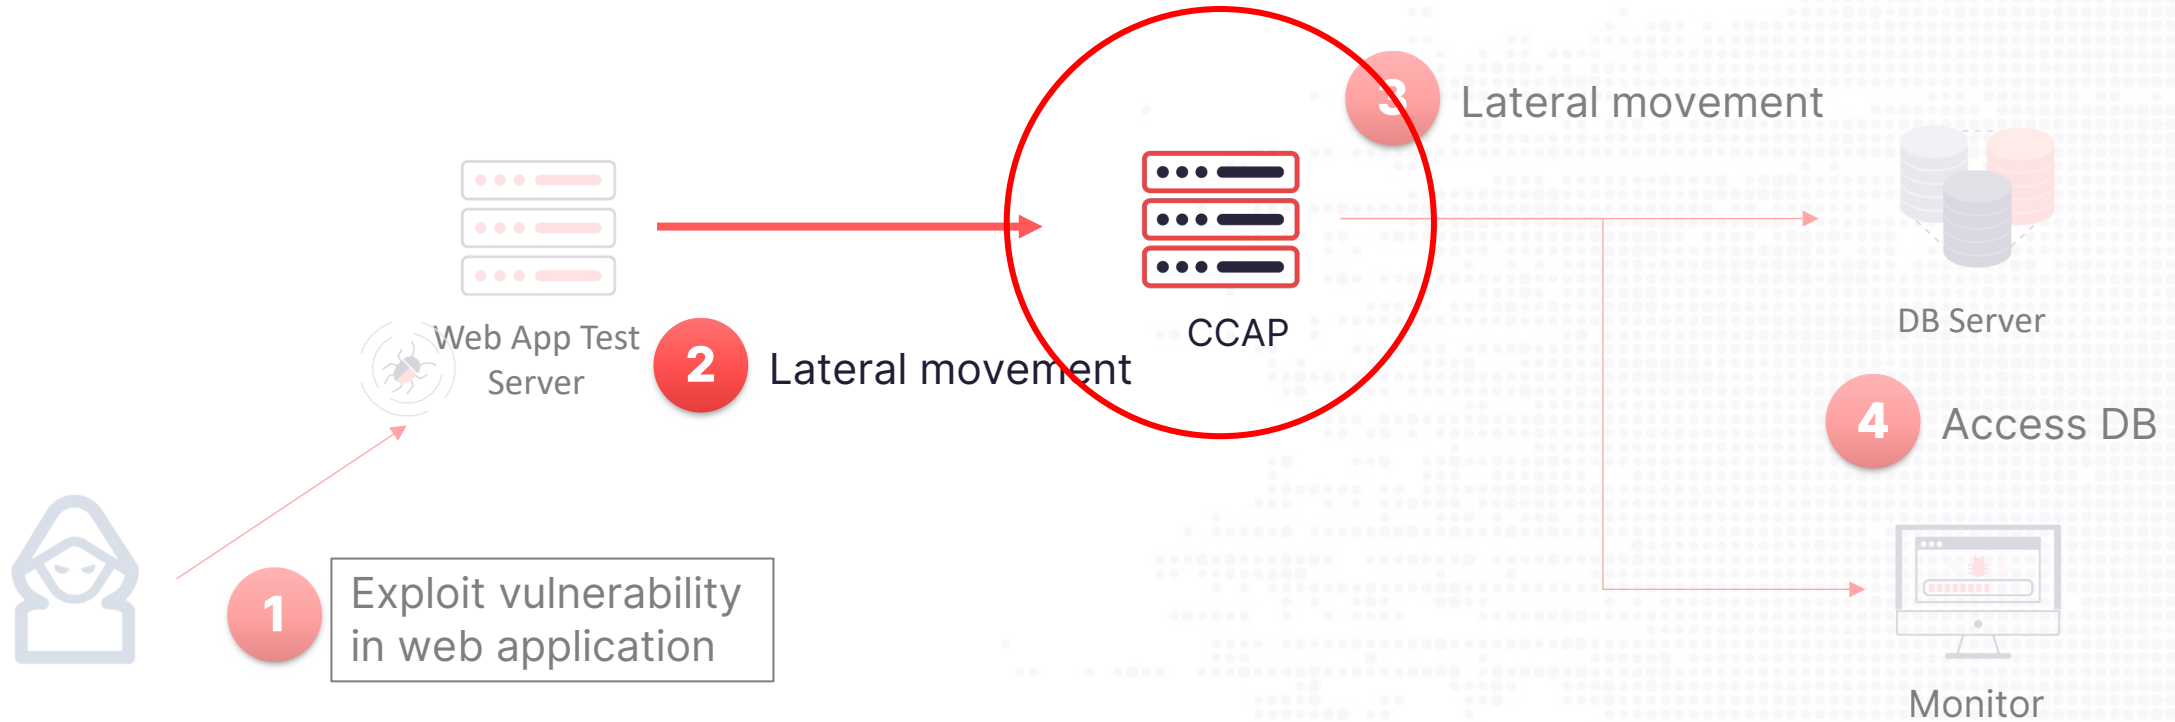 3
Lateral movement
Web App Test
Server
2
Lateral movement
CCAP
DB Server
4
Access DB
1
Exploit vulnerability
in web application
Monitor